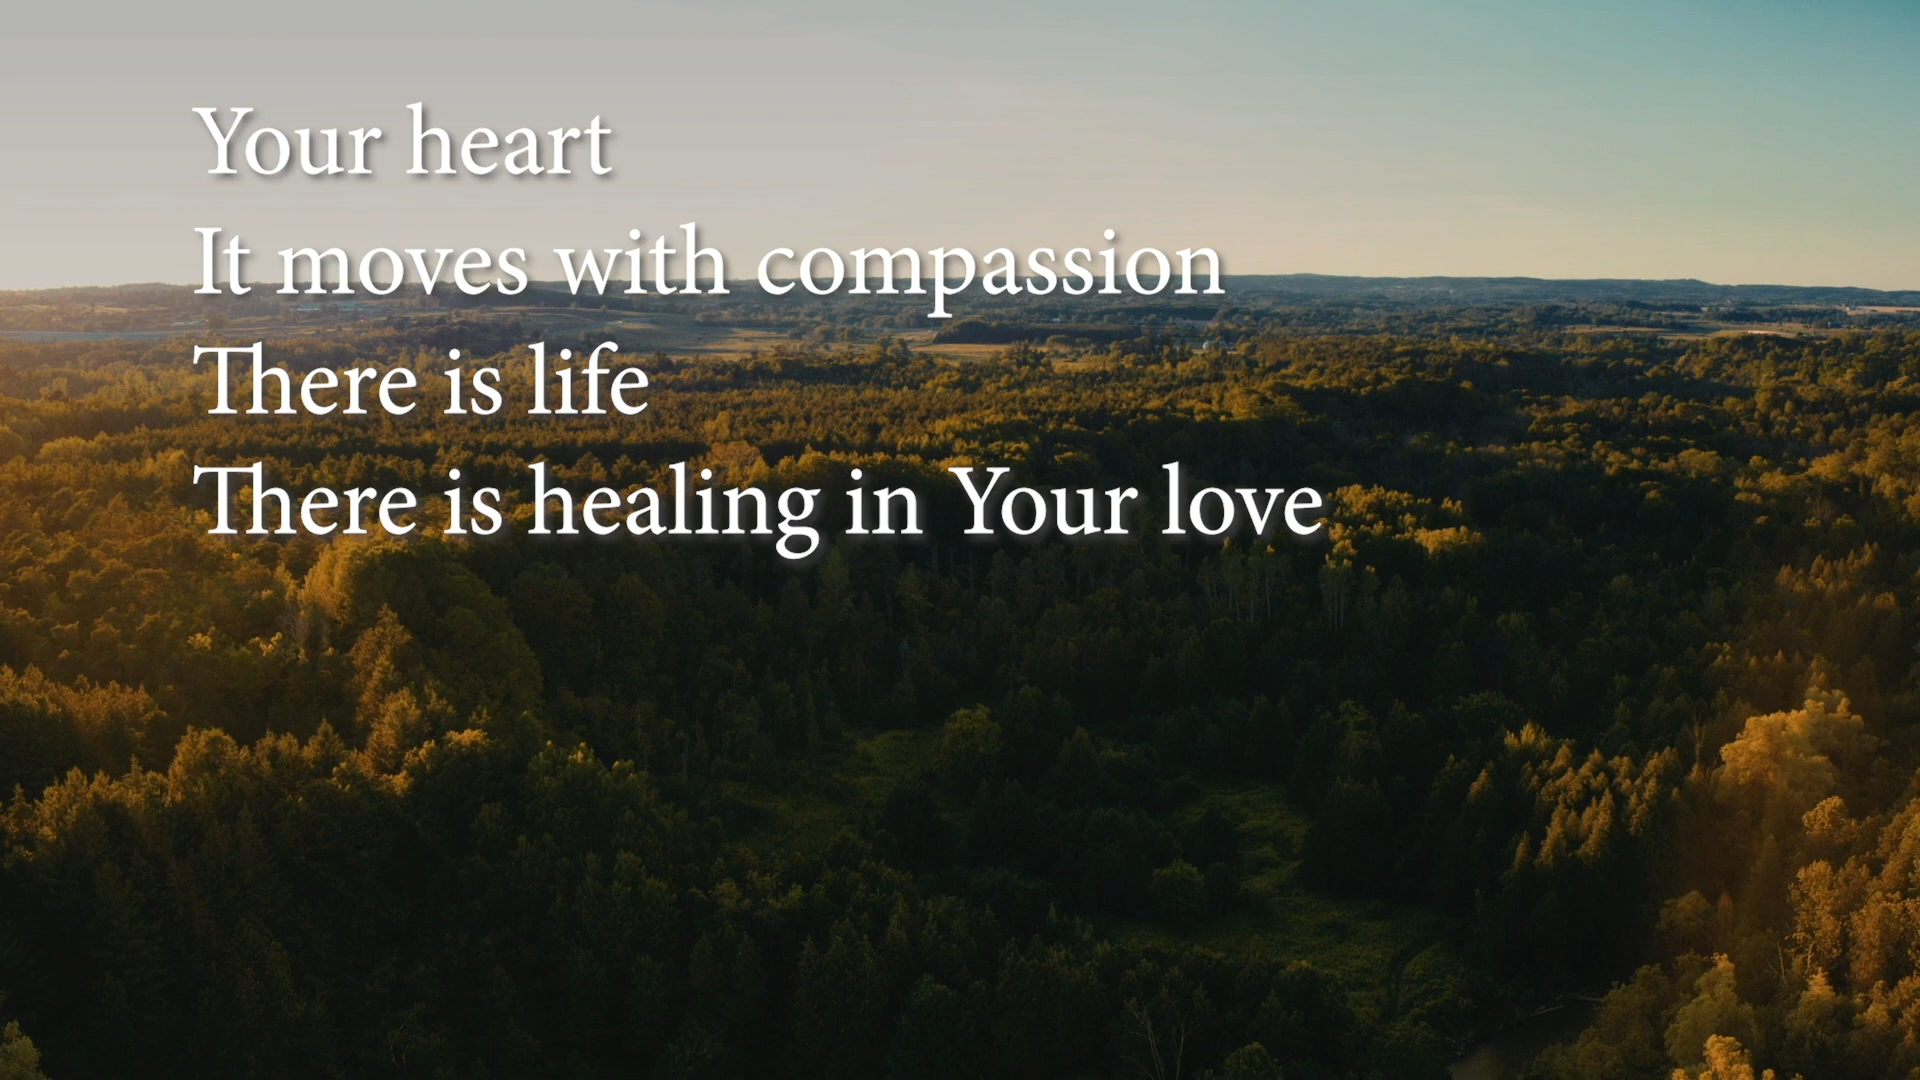 Your heart
It moves with compassion
There is life
There is healing in Your love